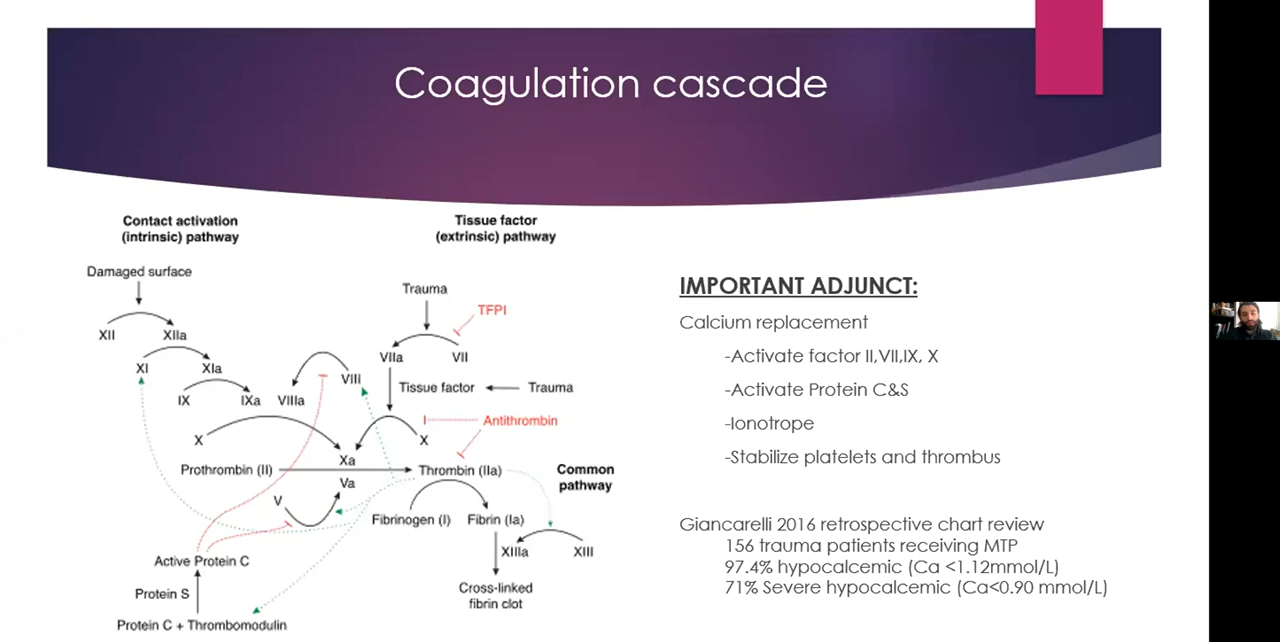 Coagulation cascade
Contact activation
(intrinsic) pathway
Tissue factor
(extrinsic) pathway
Damaged surface
Trauma
TFPI
XII
XIIa
VIIa
VII
XI
XIa
VIII
Tissue factor
Trauma
IX
IXa
VIIIa
I
Antithrombin
X
X
Xa
Prothrombin (II)
Thrombin (IIa)
Common
pathway
Va
V
Fibrinogen (I)
Fibrin (Ia)
XIIIa
XIII
Active Protein C
Protein S
Cross-linked
fibrin clot
Protein C + Thrombomodulin
IMPORTANT ADJUNCT:
Calcium replacement
-Activate factor II,VII,IX, X
-Activate Protein C&S
-Ionotrope
-Stabilize platelets and thrombus
Giancarelli 2016 retrospective chart review
156 trauma patients receiving MTP
97.4% hypocalcemic (Ca <1.12mmol/L)
71% Severe hypocalcemic (Ca<0.90 mmol/L)